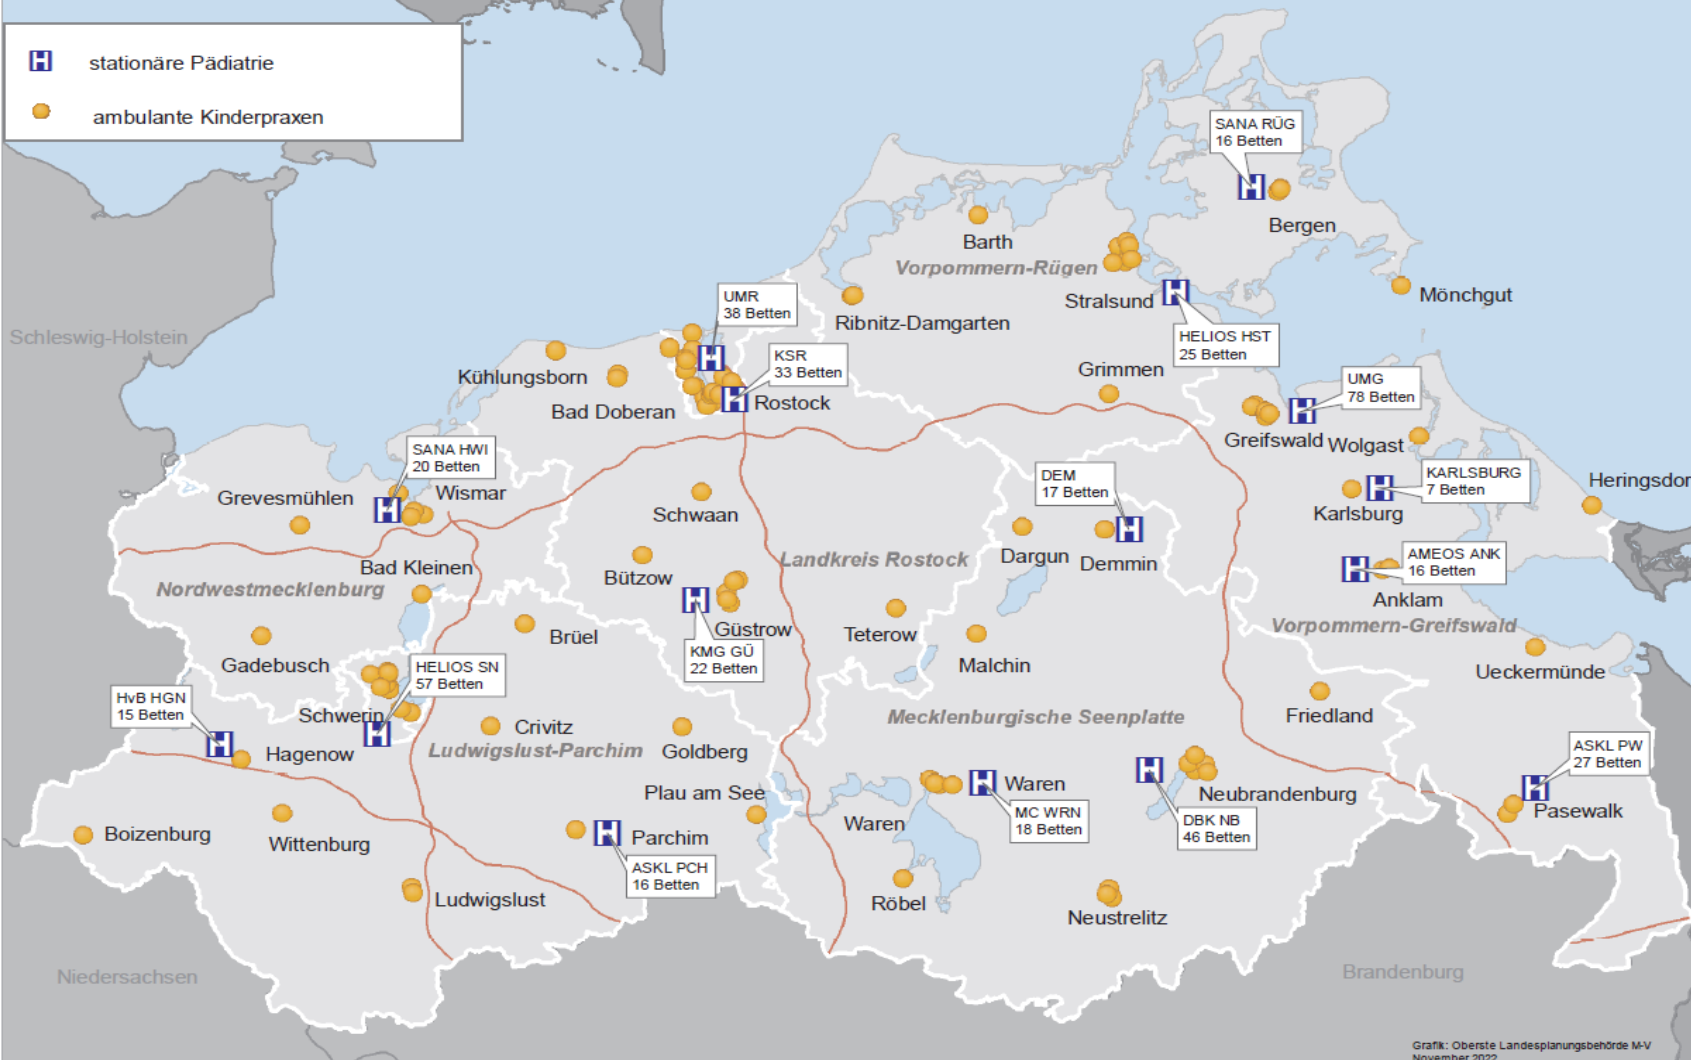 stationäre Pädiatrie
ambulante Kinderpraxen
SANA RÜG
16 Betten
Bergen
Barth
Vorpommern-Rügen
Mönchgut
Stralsund
UMR
38 Betten
Ribnitz-Damgarten
HELIOS HST
25 Betten
Schleswig-Holstein
KSR
33 Betten
Grimmen
Kühlungsborn
UMG
78 Betten
Bad Doberan
Rostock
Greifswald
Wolgast
SANA HWI
20 Betten
DEM
17 Betten
KARLSBURG
7 Betten
Heringsdor
Grevesmühlen
Wismar
Schwaan
Karlsburg
Dargun
Demmin
AMEOS ANK
16 Betten
Landkreis Rostock
Bad Kleinen
Bützow
Nordwestmecklenburg
Anklam
Vorpommern-Greifswald
Güstrow
Brüel
Teterow
KMG GÜ
22 Betten
Malchin
Gadebusch
HELIOS SN
57 Betten
Ueckermünde
HvB HGN
15 Betten
Schwerin
Friedland
Mecklenburgische Seenplatte
Crivitz
Ludwigslust-Parchim
Goldberg
Hagenow
ASKL PW
27 Betten
Waren
Plau am See
Neubrandenburg
MC WRN
18 Betten
Waren
DBK NB
46 Betten
Pasewalk
Boizenburg
Wittenburg
Parchim
ASKL PCH
16 Betten
Ludwigslust
Röbel
Neustrelitz
Niedersachsen
Brandenburg
Grafik: Oberste Landesplanungsbehörde M-V
November 2022